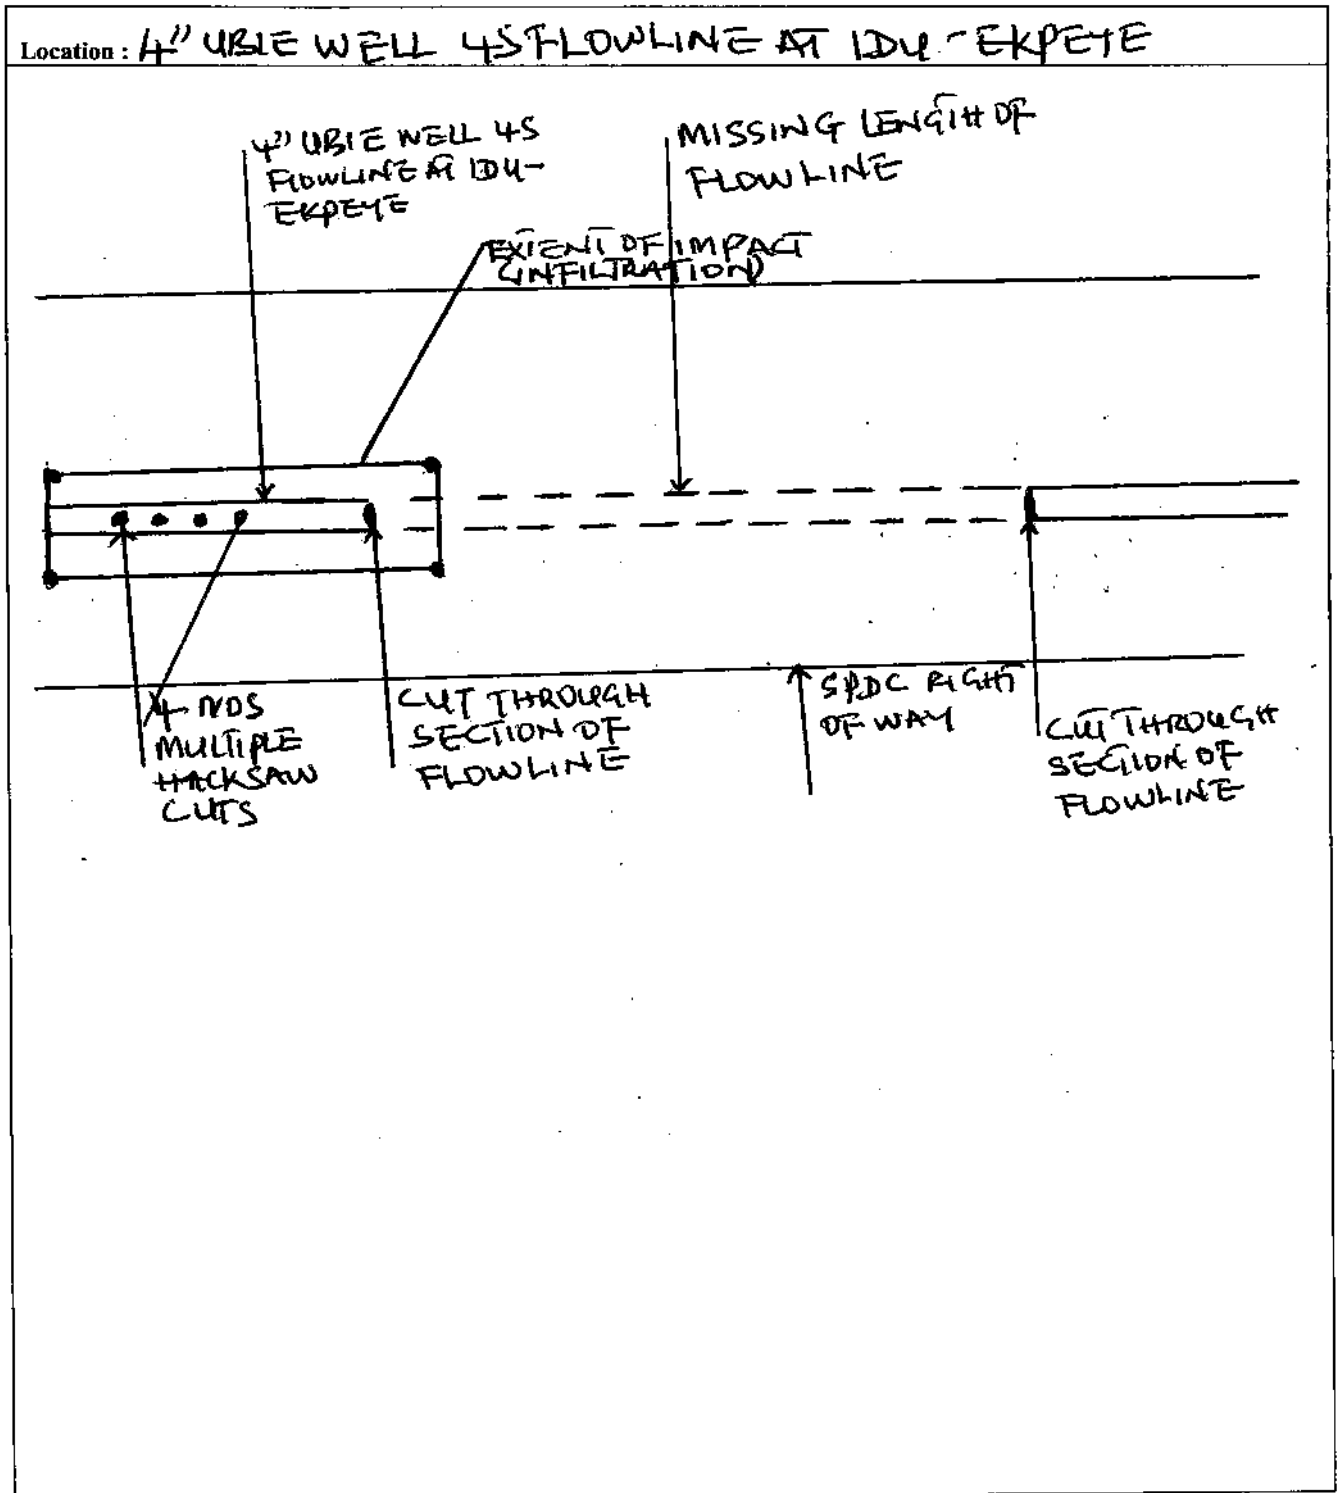 Location : 4" UBIE WELL 4S FLOWLINE AT IDU-EKPEYE
4" UBIE WELL 4S
FLOWLINE AT IDU-
EKPEYE
MISSING LENGTH OF
FLOWLINE
EXTENT OF IMPACT
(INFILTRATION)
4 NOS
MULTIPLE
HACKSAW
CUTS
CUT THROUGH
SECTION OF
FLOWLINE
SPDC RIGHT
OF WAY
CUT THROUGH
SECTION OF
FLOWLINE